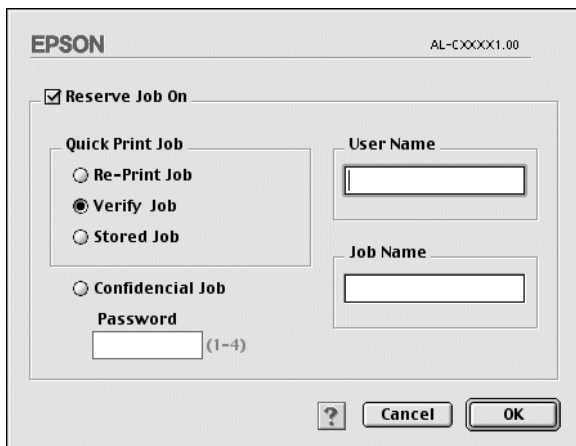 EPSON
AL-CXXXX1.00
Reserve Job On
Quick Print Job
Re-Print Job
Verify Job
Stored Job
Confidencial Job
Password
(1-4)
User Name
Job Name
?
Cancel
OK